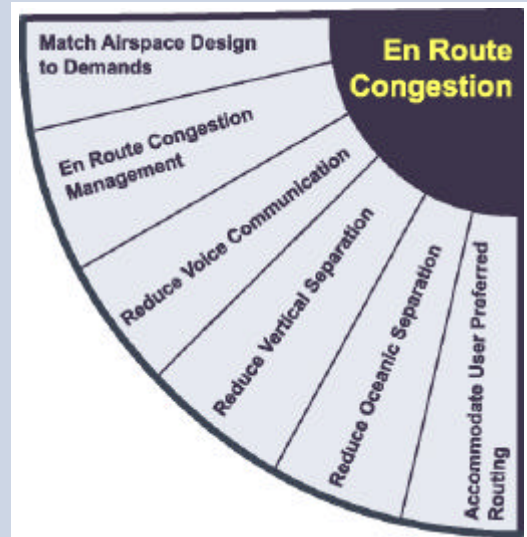 En Route
Congestion
Match Airspace Design
to Demands
En Route Congestion
Management
Reduce Voice Communication
Reduce Vertical Separation
Reduce Oceanic Separation
Accommodate User Preferred
Routing